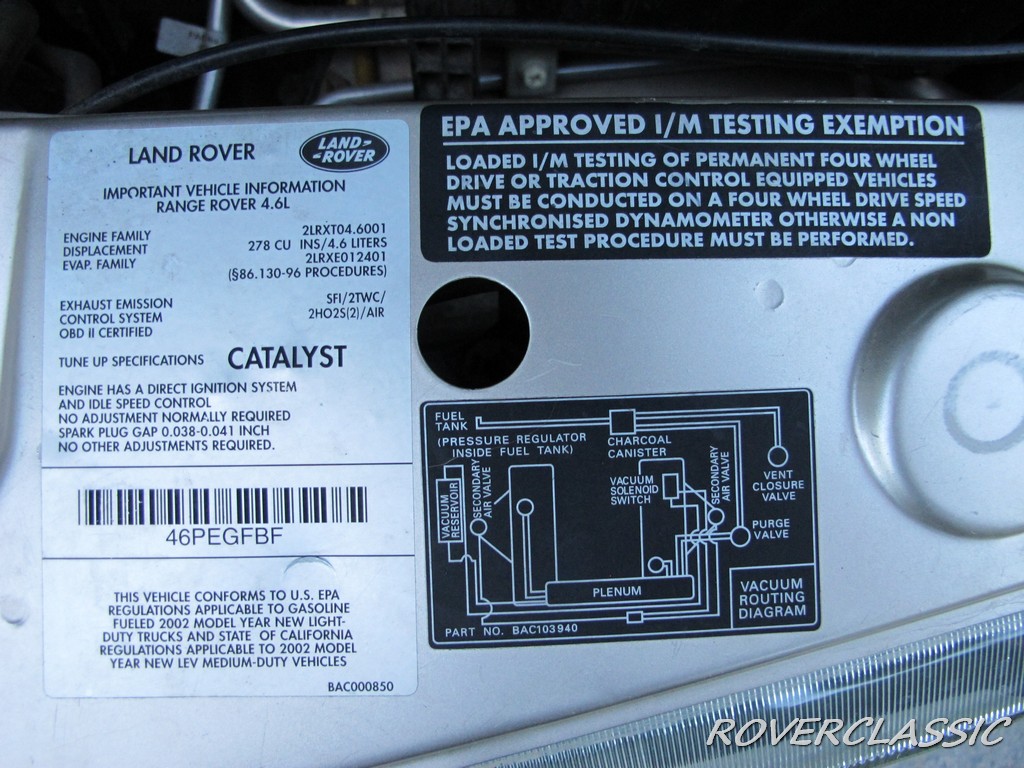 LAND ROVER
LAND-
-ROVER
IMPORTANT VEHICLE INFORMATION
RANGE ROVER 4.6L
ENGINE FAMILY 2LRXT04.6001
DISPLACEMENT 278 CU INS/4.6 LITERS
EVAP. FAMILY 2LRXE012401
(§86.130-96 PROCEDURES)
EXHAUST EMISSION SFI/2TWC/
CONTROL SYSTEM 2HO2S(2)/AIR
OBD II CERTIFIED
TUNE UP SPECIFICATIONS CATALYST
ENGINE HAS A DIRECT IGNITION SYSTEM
AND IDLE SPEED CONTROL
NO ADJUSTMENT NORMALLY REQUIRED
SPARK PLUG GAP 0.038-0.041 INCH
NO OTHER ADJUSTMENTS REQUIRED.
46PEGFBF
THIS VEHICLE CONFORMS TO U.S. EPA
REGULATIONS APPLICABLE TO GASOLINE
FUELED 2002 MODEL YEAR NEW LIGHT-
DUTY TRUCKS AND STATE OF CALIFORNIA
REGULATIONS APPLICABLE TO 2002 MODEL
YEAR NEW LEV MEDIUM-DUTY VEHICLES
BAC000850
EPA APPROVED I/M TESTING EXEMPTION
LOADED I/M TESTING OF PERMANENT FOUR WHEEL
DRIVE OR TRACTION CONTROL EQUIPPED VEHICLES
MUST BE CONDUCTED ON A FOUR WHEEL DRIVE SPEED
SYNCHRONISED DYNAMOMETER OTHERWISE A NON
LOADED TEST PROCEDURE MUST BE PERFORMED.
FUEL
TANK
(PRESSURE REGULATOR
INSIDE FUEL TANK)
CHARCOAL
CANISTER
VACUUM
RESERVOIR
SECONDARY
AIR VALVE
VACUUM
SOLENOID
SWITCH
SECONDARY
AIR VALVE
VENT
CLOSURE
VALVE
PURGE
VALVE
PLENUM
VACUUM
ROUTING
DIAGRAM
PART NO. BAC103940
ROVERCLASSIC